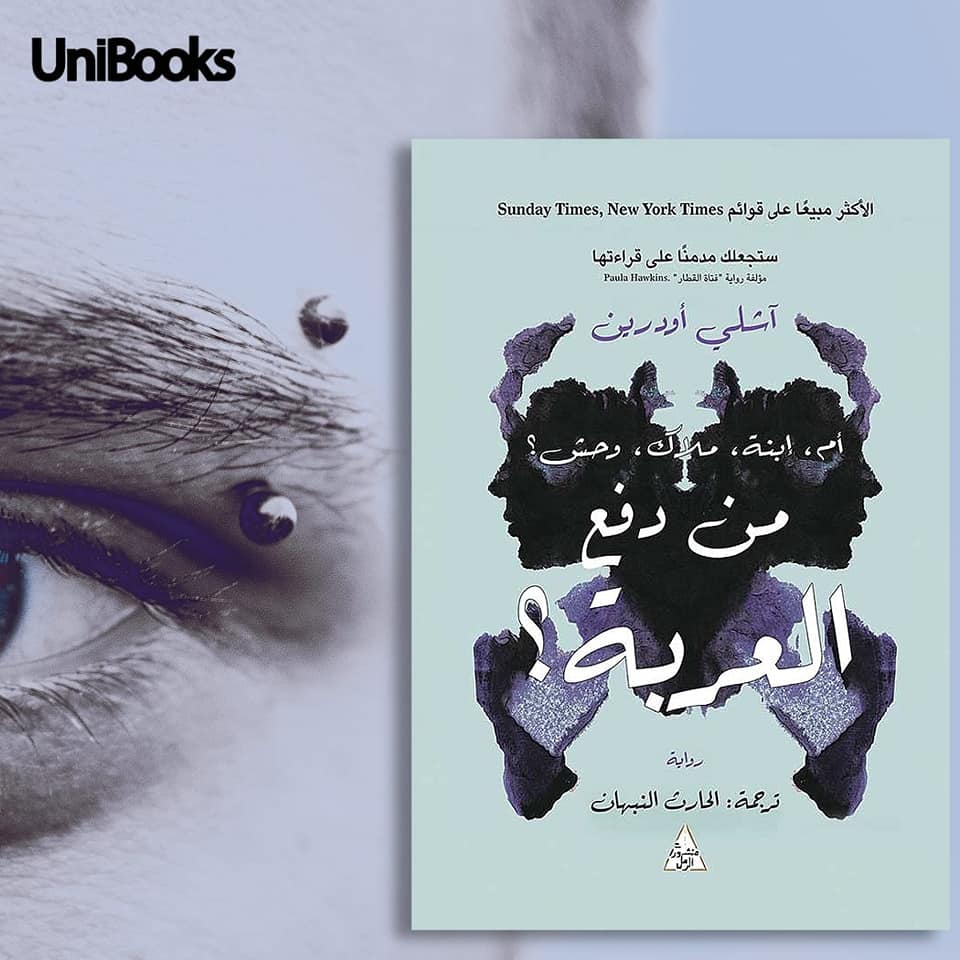 UniBooks
الأكثر مبيعًا على قوائم Sunday Times, New York Times
ستجعلك مدمنًا على قراءتها
مؤلفة رواية "فتاة القطار" .Paula Hawkins
آشلي أودرين
أم، إبنة، ملاك، وحش؟
من دفع
العربة؟
رواية
ترجمة: الحارث النبهان
منشورات
الرمل